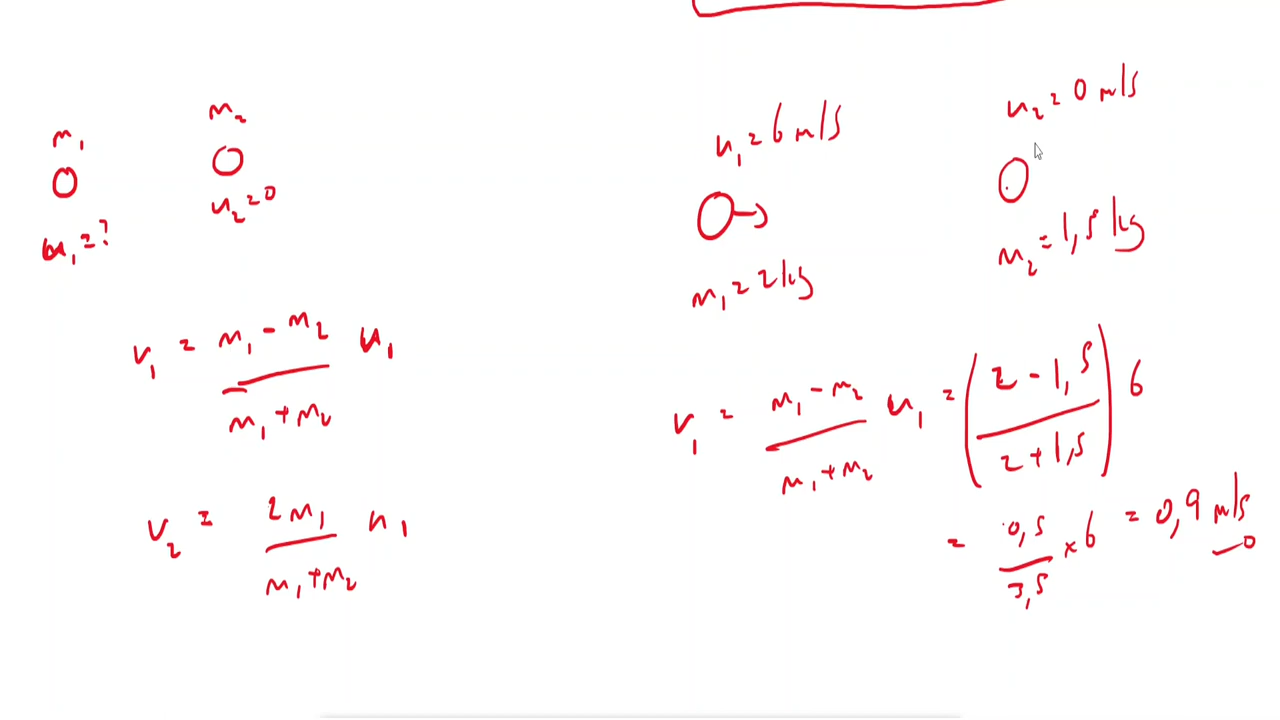 m₁
m₂
u₂ = 0
u₁ = ?
v₁ = (m₁ - m₂)/(m₁ + m₂) u₁
v₂ = 2m₁/(m₁ + m₂) u₁
u₁ = 6 m/s
u₂ = 0 m/s
m₁ = 2 kg
m₂ = 1,5 kg
v₁ = (m₁ - m₂)/(m₁ + m₂) u₁ = ((2 - 1,5)/(2 + 1,5)) 6
= 0,5/3,5 × 6 = 0,9 m/s